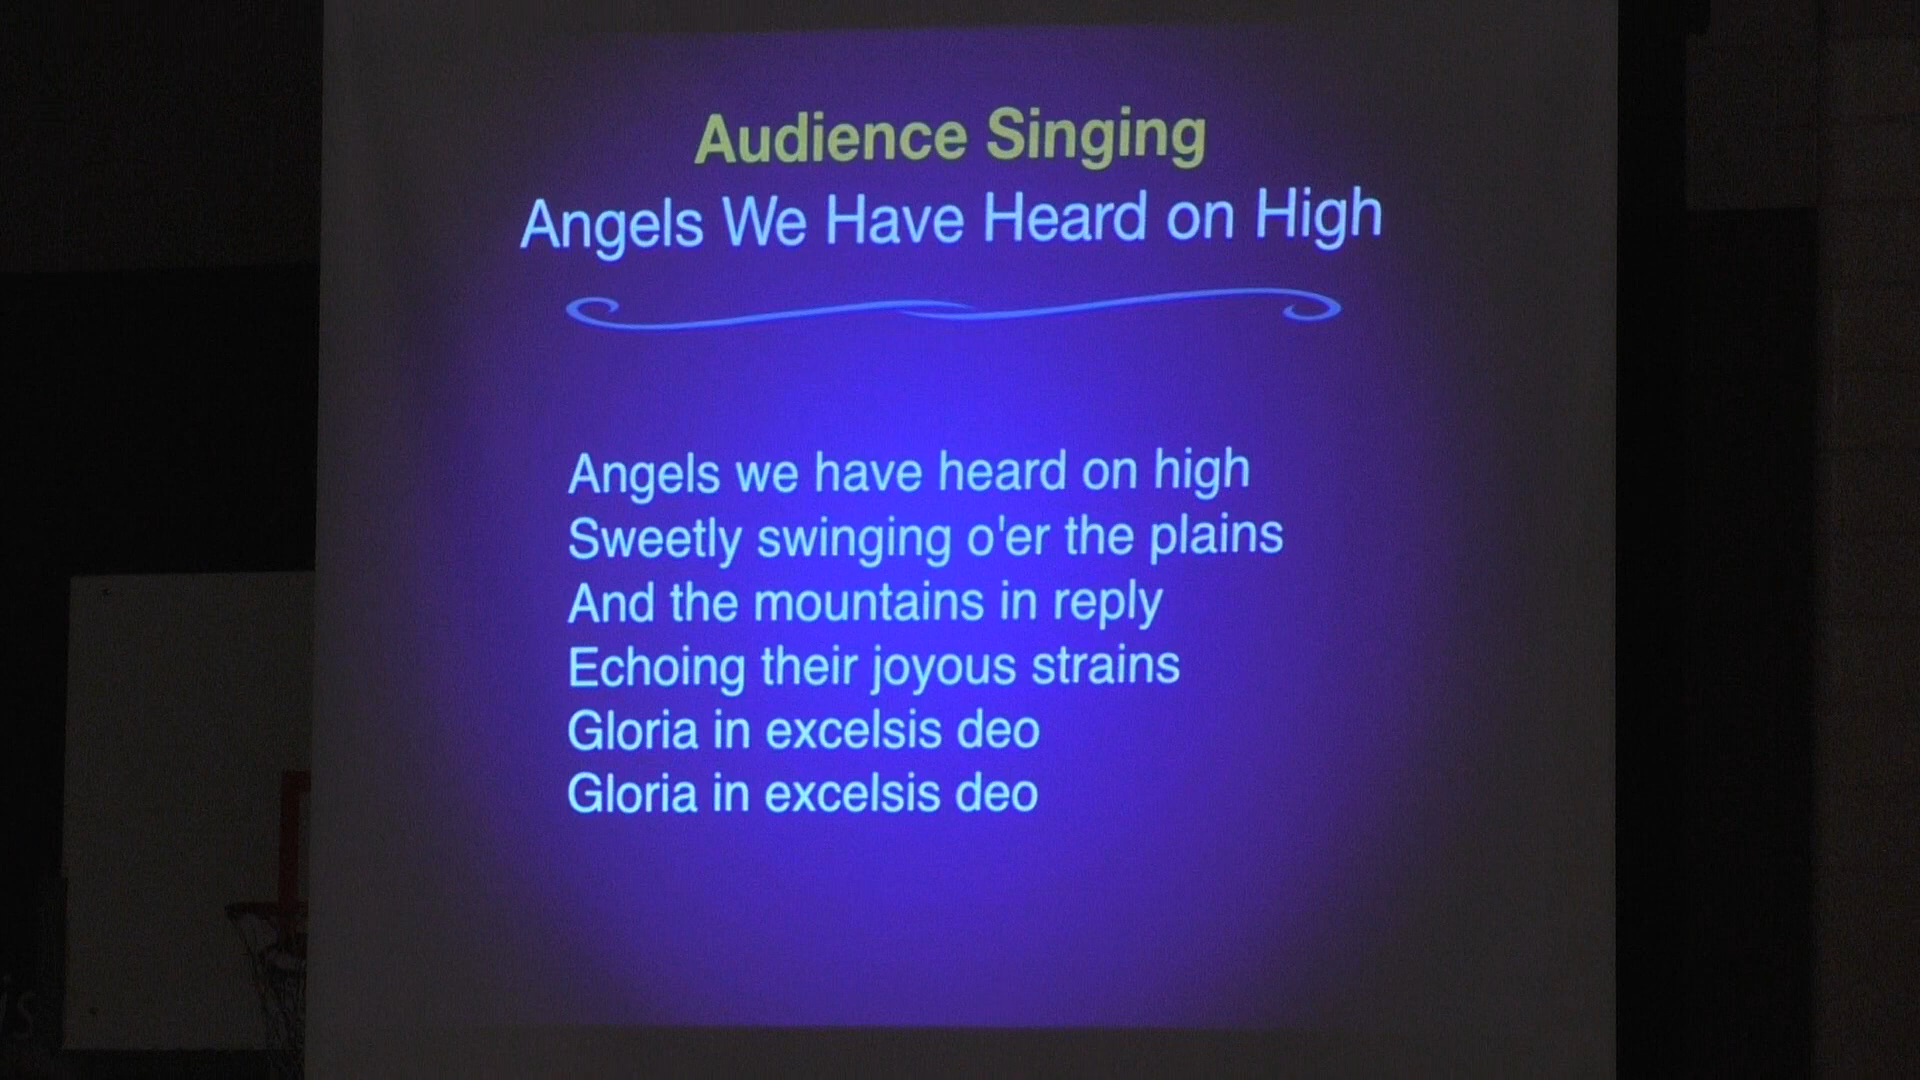 Audience Singing
Angels We Have Heard on High
Angels we have heard on high
Sweetly swinging o'er the plains
And the mountains in reply
Echoing their joyous strains
Gloria in excelsis deo
Gloria in excelsis deo
is